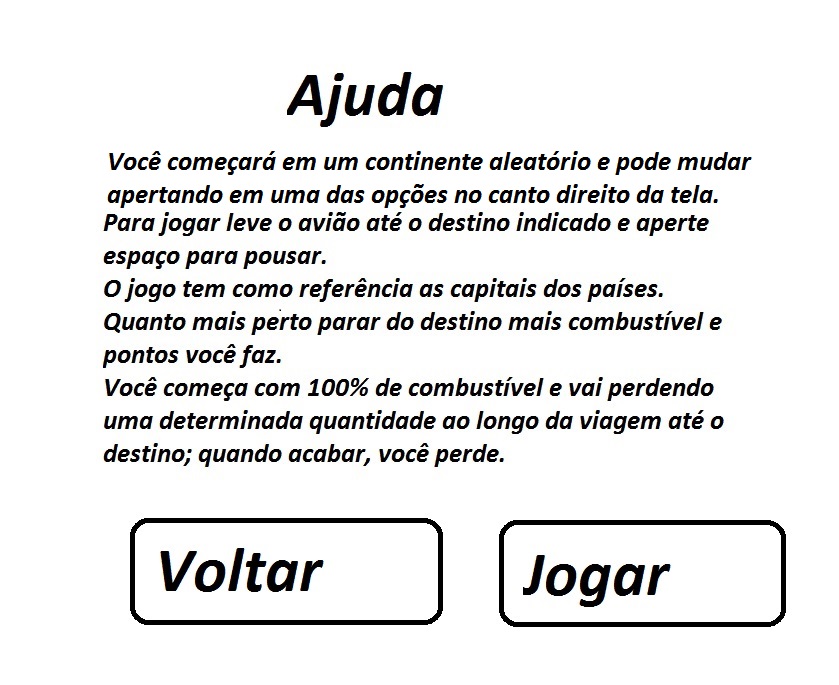 Ajuda
Você começará em um continente aleatório e pode mudar
apertando em uma das opções no canto direito da tela.
Para jogar leve o avião até o destino indicado e aperte
espaço para pousar.
O jogo tem como referência as capitais dos países.
Quanto mais perto parar do destino mais combustível e
pontos você faz.
Você começa com 100% de combustível e vai perdendo
uma determinada quantidade ao longo da viagem até o
destino; quando acabar, você perde.
Voltar
Jogar